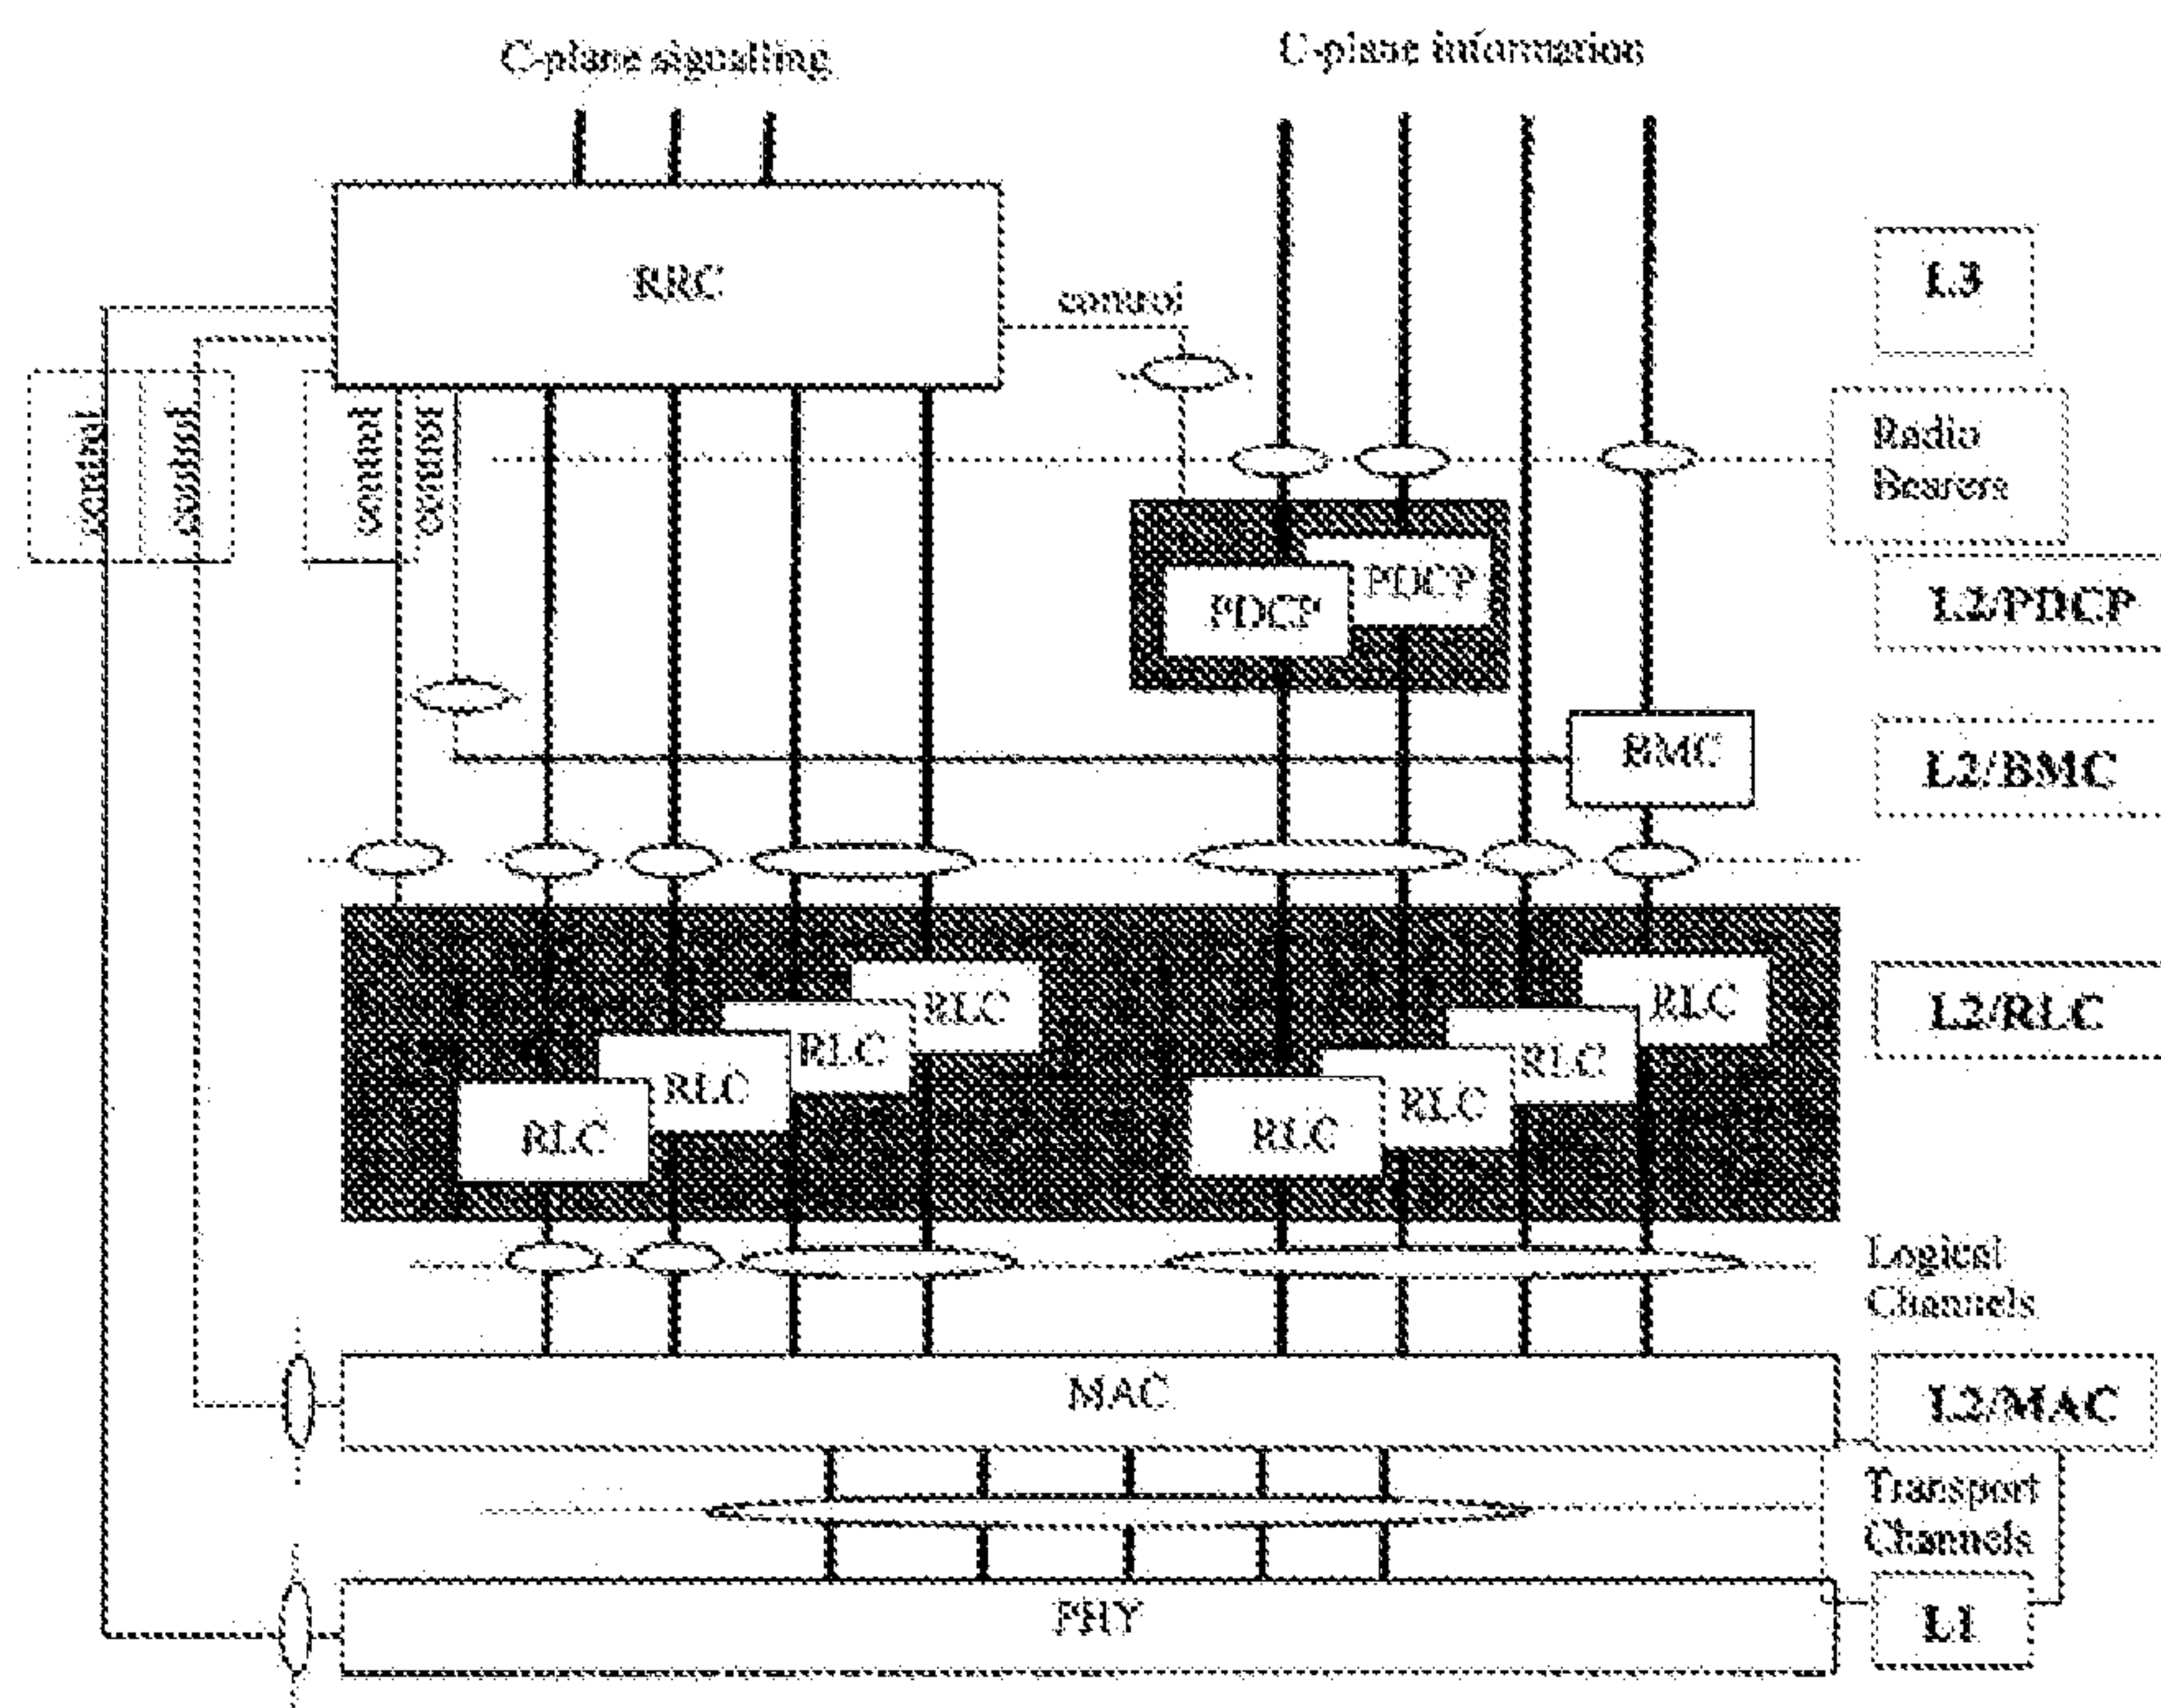 C-plane signalling
U-plane information
RRC
control
L3
control
control
control
control
Radio
Bearers
PDCP
PDCP
L2/PDCP
BMC
L2/BMC
RLC
RLC
RLC
RLC
RLC
RLC
RLC
RLC
L2/RLC
Logical
Channels
MAC
L2/MAC
Transport
Channels
PHY
L1